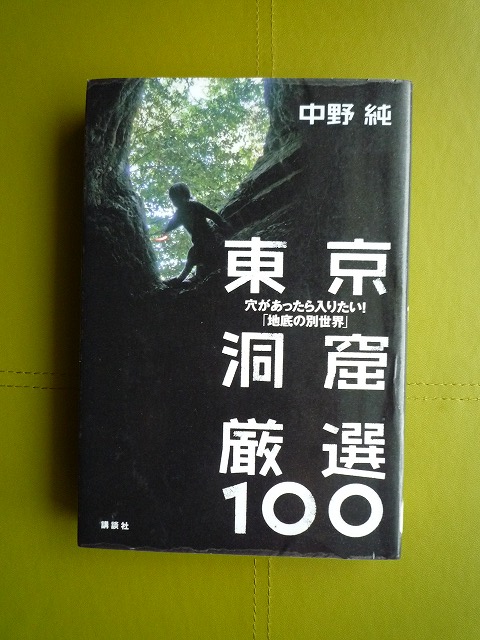 中野 純
東京
穴があったら入りたい!
「地底の別世界」
洞窟
厳選
100
講談社